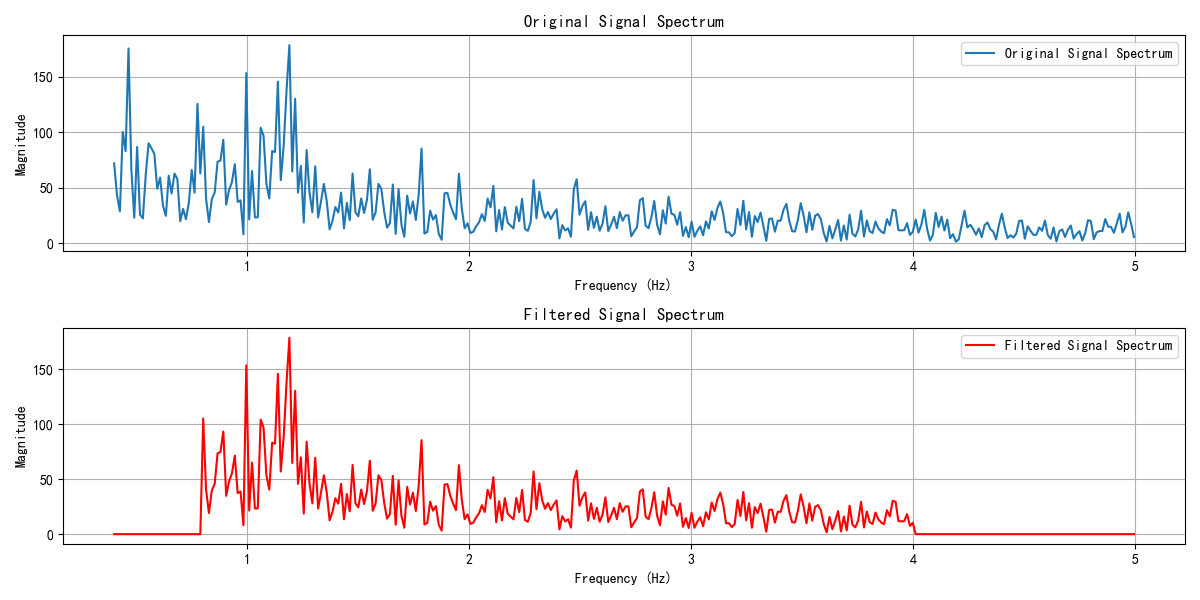 Original Signal Spectrum
Original Signal Spectrum
Magnitude
150
100
50
0
1 2 3 4 5
Frequency (Hz)
Filtered Signal Spectrum
Filtered Signal Spectrum
Magnitude
150
100
50
0
1 2 3 4 5
Frequency (Hz)